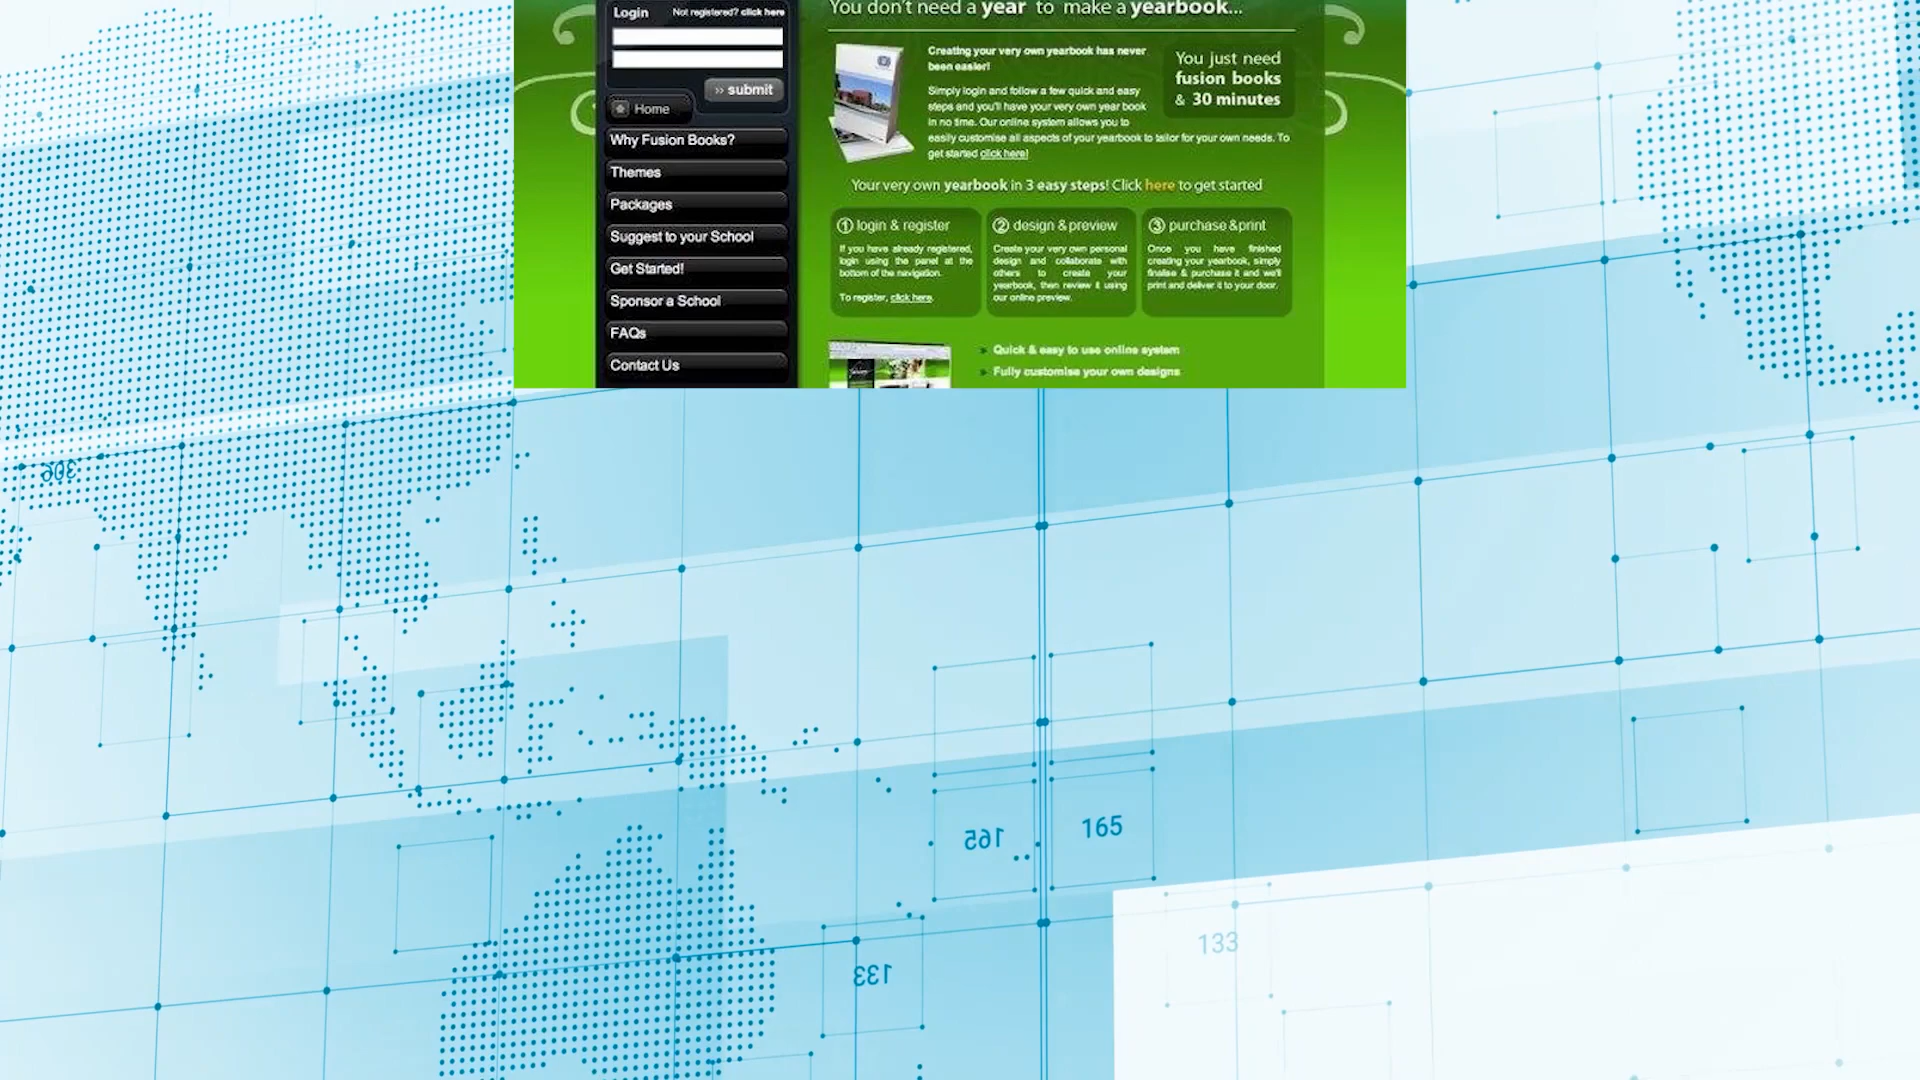 Login
Not registered? click here
›› submit
Home
Why Fusion Books?
Themes
Packages
Suggest to your School
Get Started!
Sponsor a School
FAQs
Contact Us
You don't need a year to make a yearbook...
Creating your very own yearbook has never
been easier!
Simply login and follow a few quick and easy
steps and you'll have your very own year book
in no time. Our online system allows you to
easily customise all aspects of your yearbook to tailor for your own needs. To
get started click here!
You just need
fusion books
& 30 minutes
Your very own yearbook in 3 easy steps! Click here to get started
1 login & register
If you have already registered,
login using the panel at the
bottom of the navigation.
To register, click here.
2 design & preview
Create your very own personal
design and collaborate with
others to create your
yearbook, then review it using
our online preview.
3 purchase & print
Once you have finished
creating your yearbook, simply
finalise & purchase it and we'll
print and deliver it to your door.
Quick & easy to use online system
Fully customise your own designs
306
165
165
133
133